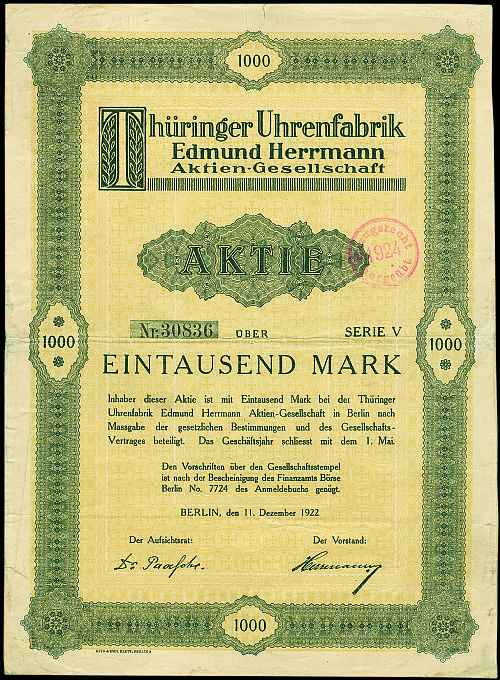 1000
Thüringer Uhrenfabrik
Edmund Herrmann
Aktien-Gesellschaft
AKTIE
1924
Nr. 30836 ÜBER SERIE V
1000 1000
EINTAUSEND MARK
Inhaber dieser Aktie ist mit Eintausend Mark bei der Thüringer
Uhrenfabrik Edmund Herrmann Aktien-Gesellschaft in Berlin nach
Massgabe der gesetzlichen Bestimmungen und des Gesellschafts-
Vertrages beteiligt. Das Geschäftsjahr schliesst mit dem 1. Mai.
Den Vorschriften über den Gesellschaftsstempel
ist nach der Bescheinigung des Finanzamts Börse
Berlin No. 7724 des Anmeldebuchs genügt.
BERLIN, den 11. Dezember 1922
Der Aufsichtsrat: Der Vorstand:
Dr. Paasche. Herrmann
1000